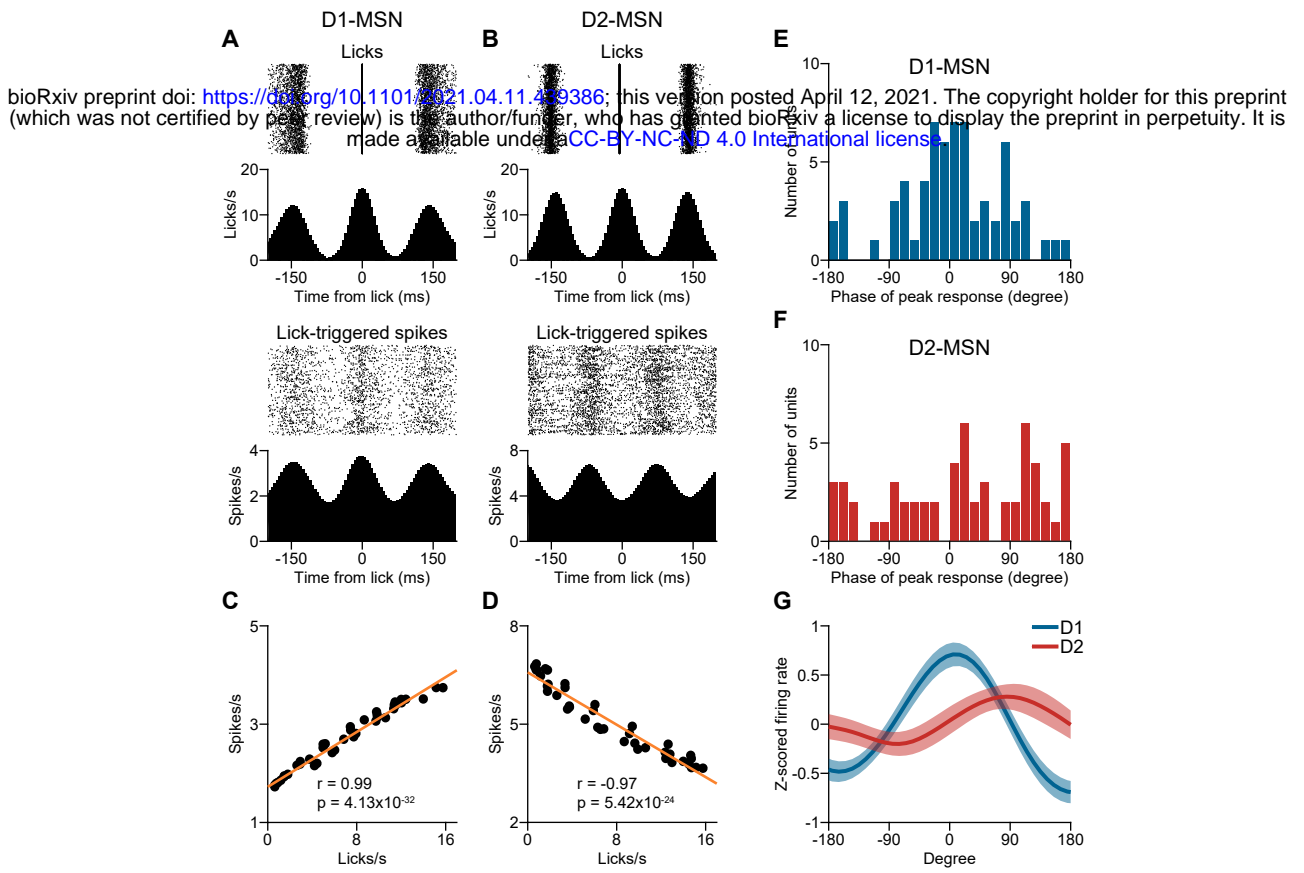 D1-MSN
D2-MSN
A
B
E
Licks
Licks
D1-MSN
bioRxiv preprint doi: https://doi.org/10.1101/2021.04.11.439386; this version posted April 12, 2021. The copyright holder for this preprint
(which was not certified by peer review) is the author/funder, who has granted bioRxiv a license to display the preprint in perpetuity. It is
made available under aCC-BY-NC-ND 4.0 International license.
Licks/s
20
10
0
-150 0 150
Time from lick (ms)
Licks/s
20
10
0
-150 0 150
Time from lick (ms)
Number of units
10
5
0
-180 -90 0 90 180
Phase of peak response (degree)
Lick-triggered spikes
Spikes/s
4
2
0
-150 0 150
Time from lick (ms)
Lick-triggered spikes
Spikes/s
8
4
0
-150 0 150
Time from lick (ms)
F
D2-MSN
Number of units
10
5
0
-180 -90 0 90 180
Phase of peak response (degree)
C
Spikes/s
5
3
1
r = 0.99
p = 4.13x10-32
0 8 16
Licks/s
D
Spikes/s
8
5
2
r = -0.97
p = 5.42x10-24
0 8 16
Licks/s
G
D1
D2
Z-scored firing rate
1
0.5
0
-0.5
-1
-180 -90 0 90 180
Degree